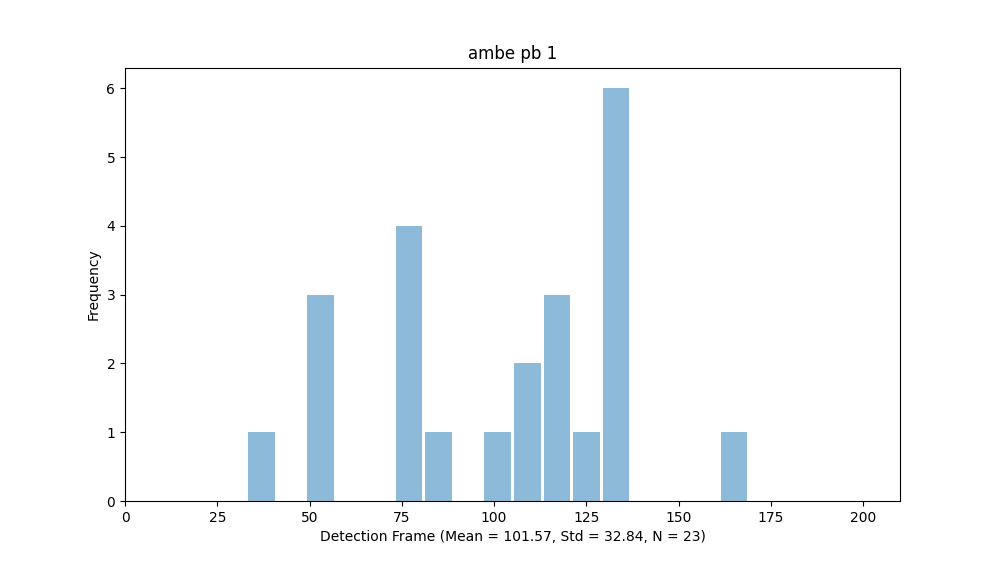 ambe pb 1
6
5
4
3
2
1
0
Frequency
0 25 50 75 100 125 150 175 200
Detection Frame (Mean = 101.57, Std = 32.84, N = 23)